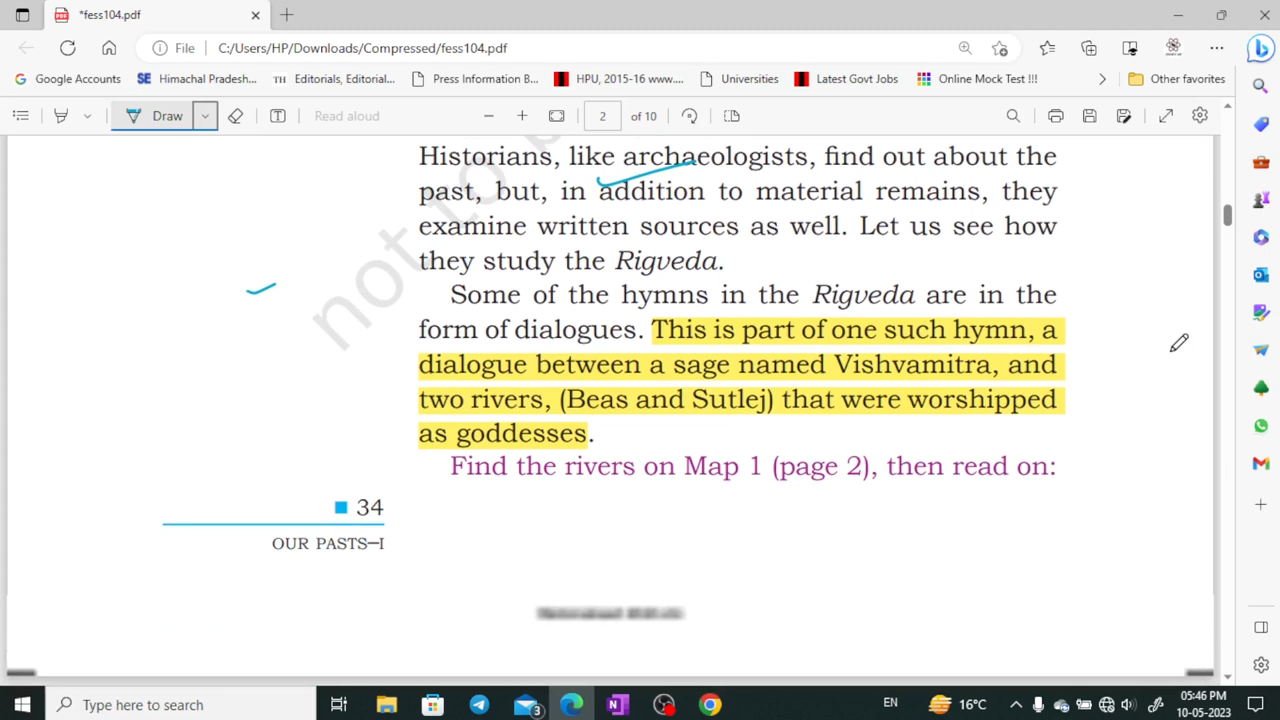 *fess104.pdf
File C:/Users/HP/Downloads/Compressed/fess104.pdf
Google Accounts SE Himachal Pradesh... TH Editorials, Editorial... Press Information B... HPU, 2015-16 www.... Universities Latest Govt Jobs Online Mock Test !!! Other favorites
Draw Read aloud 2 of 10
Historians, like archaeologists, find out about the
past, but, in addition to material remains, they
examine written sources as well. Let us see how
they study the Rigveda.
Some of the hymns in the Rigveda are in the
form of dialogues. This is part of one such hymn, a
dialogue between a sage named Vishvamitra, and
two rivers, (Beas and Sutlej) that were worshipped
as goddesses.
Find the rivers on Map 1 (page 2), then read on:
not to b
34
OUR PASTS—I
Type here to search 3 EN 16°C 05:46 PM
10-05-2023